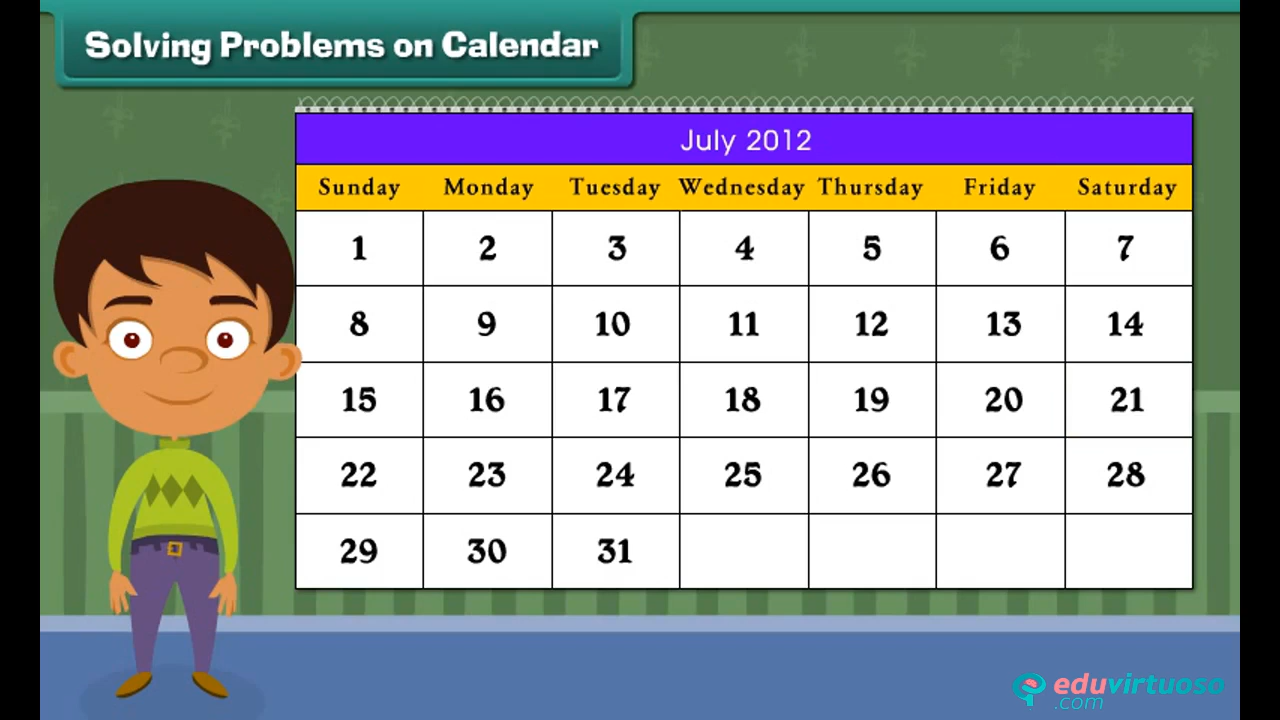 Solving Problems on Calendar
July 2012
Sunday Monday Tuesday Wednesday Thursday Friday Saturday
1 2 3 4 5 6 7
8 9 10 11 12 13 14
15 16 17 18 19 20 21
22 23 24 25 26 27 28
29 30 31
eduvirtuoso
.com